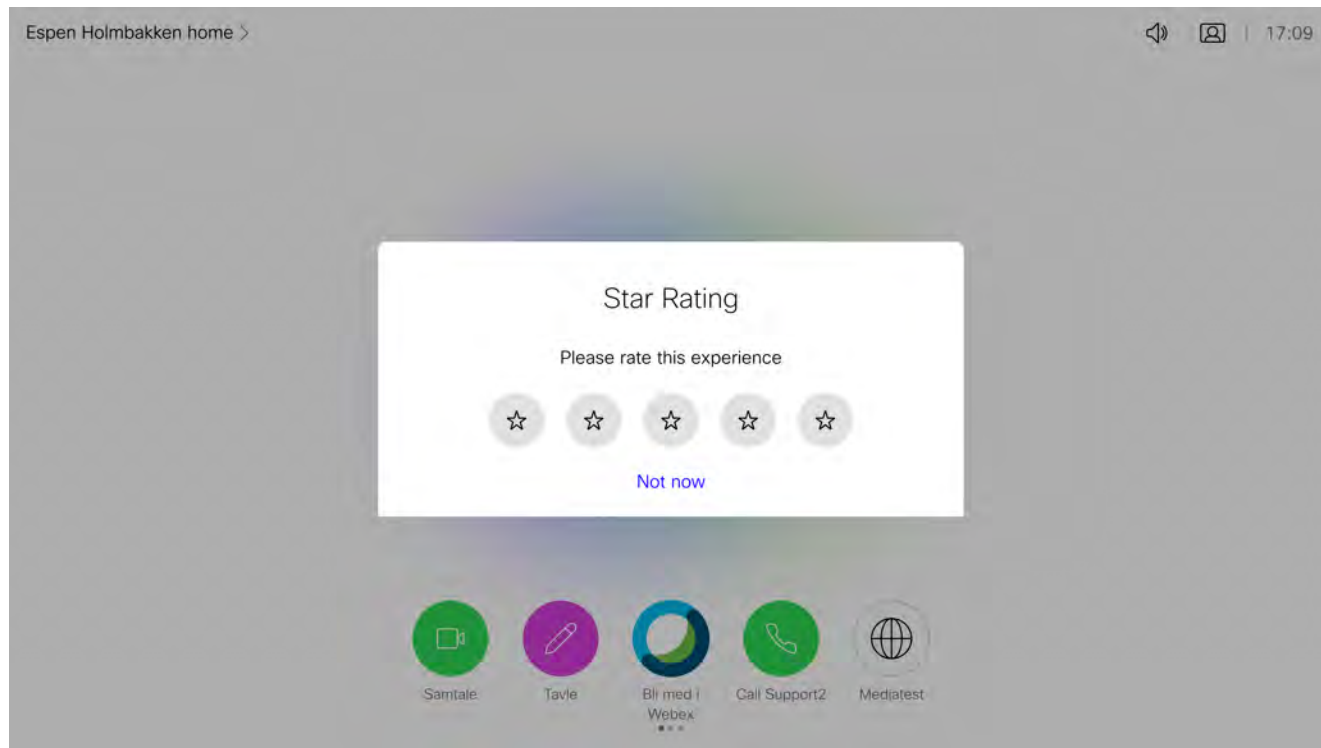 Espen Holmbakken home
17:09
Star Rating
Please rate this experience
Not now
Samtale
Tavle
Bli med i
Webex
Call Support2
Mediatest